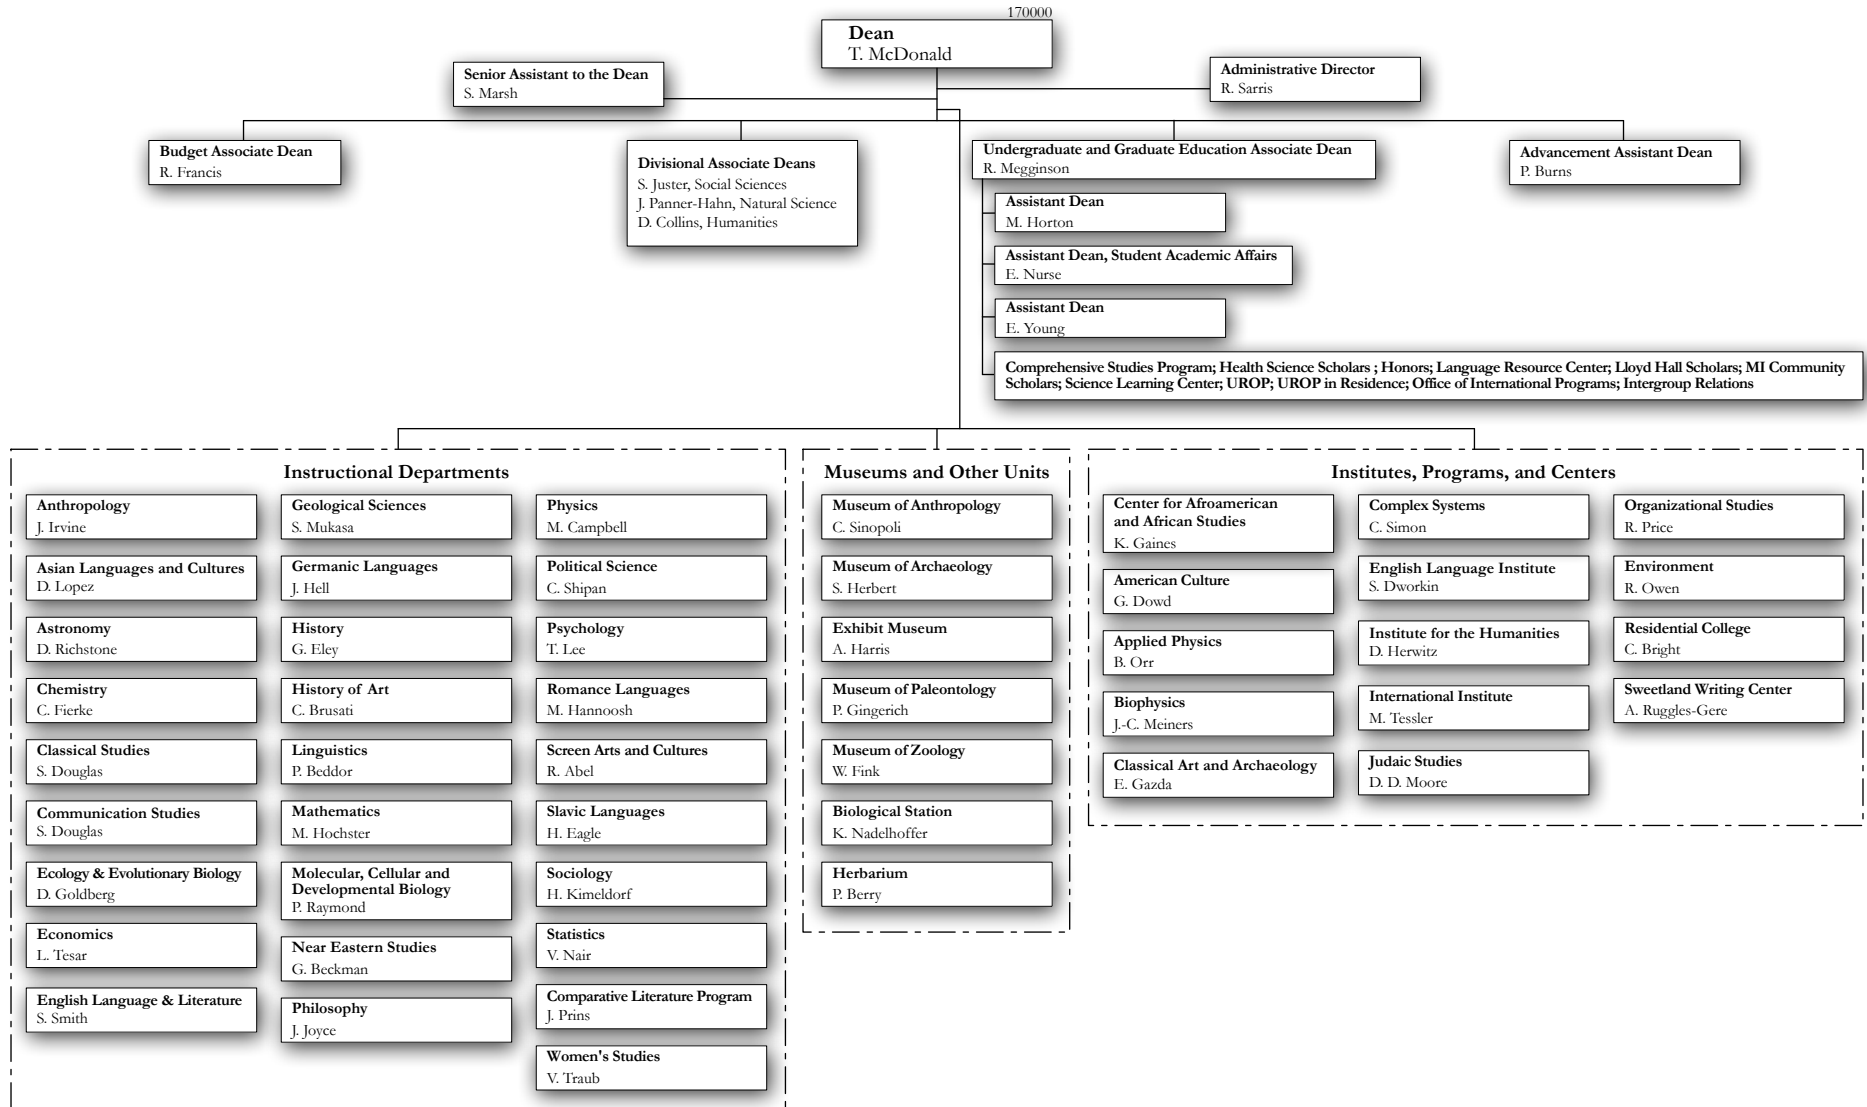 170000
Dean
T. McDonald
Senior Assistant to the Dean
S. Marsh
Administrative Director
R. Sarris
Budget Associate Dean
R. Francis
Divisional Associate Deans
S. Juster, Social Sciences
J. Panner-Hahn, Natural Science
D. Collins, Humanities
Undergraduate and Graduate Education Associate Dean
R. Megginson
Advancement Assistant Dean
P. Burns
Assistant Dean
M. Horton
Assistant Dean, Student Academic Affairs
E. Nurse
Assistant Dean
E. Young
Comprehensive Studies Program; Health Science Scholars ; Honors; Language Resource Center; Lloyd Hall Scholars; MI Community
Scholars; Science Learning Center; UROP; UROP in Residence; Office of International Programs; Intergroup Relations
Instructional Departments
Anthropology
J. Irvine
Asian Languages and Cultures
D. Lopez
Astronomy
D. Richstone
Chemistry
C. Fierke
Classical Studies
S. Douglas
Communication Studies
S. Douglas
Ecology & Evolutionary Biology
D. Goldberg
Economics
L. Tesar
English Language & Literature
S. Smith
Geological Sciences
S. Mukasa
Germanic Languages
J. Hell
History
G. Eley
History of Art
C. Brusati
Linguistics
P. Beddor
Mathematics
M. Hochster
Molecular, Cellular and
Developmental Biology
P. Raymond
Near Eastern Studies
G. Beckman
Philosophy
J. Joyce
Physics
M. Campbell
Political Science
C. Shipan
Psychology
T. Lee
Romance Languages
M. Hannoosh
Screen Arts and Cultures
R. Abel
Slavic Languages
H. Eagle
Sociology
H. Kimeldorf
Statistics
V. Nair
Comparative Literature Program
J. Prins
Women's Studies
V. Traub
Museums and Other Units
Museum of Anthropology
C. Sinopoli
Museum of Archaeology
S. Herbert
Exhibit Museum
A. Harris
Museum of Paleontology
P. Gingerich
Museum of Zoology
W. Fink
Biological Station
K. Nadelhoffer
Herbarium
P. Berry
Institutes, Programs, and Centers
Center for Afroamerican
and African Studies
K. Gaines
American Culture
G. Dowd
Applied Physics
B. Orr
Biophysics
J.-C. Meiners
Classical Art and Archaeology
E. Gazda
Complex Systems
C. Simon
English Language Institute
S. Dworkin
Institute for the Humanities
D. Herwitz
International Institute
M. Tessler
Judaic Studies
D. D. Moore
Organizational Studies
R. Price
Environment
R. Owen
Residential College
C. Bright
Sweetland Writing Center
A. Ruggles-Gere